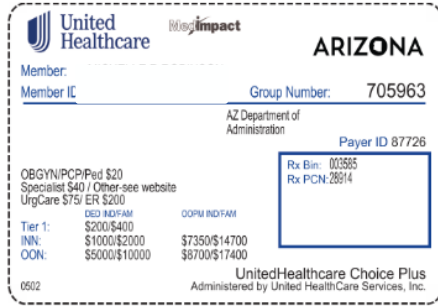 United Healthcare
MedImpact
ARIZONA
Member:
Member ID
Group Number: 705963
AZ Department of
Administration
Payer ID 87726
Rx Bin: 003585
Rx PCN: 28914
OBGYN/PCP/Ped $20
Specialist $40 / Other-see website
UrgCare $75/ ER $200
DED IND/FAM OOPM IND/FAM
Tier 1: $200/$400
INN: $1000/$2000 $7350/$14700
OON: $5000/$10000 $8700/$17400
UnitedHealthcare Choice Plus
0502 Administered by United HealthCare Services, Inc.